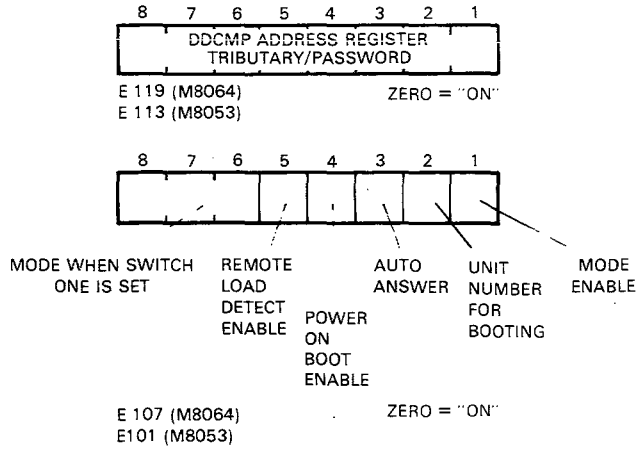 8 7 6 5 4 3 2 1
DDCMP ADDRESS REGISTER
TRIBUTARY/PASSWORD
E 119 (M8064) ZERO = "ON"
E 113 (M8053)
8 7 6 5 4 3 2 1
MODE WHEN SWITCH
ONE IS SET
REMOTE
LOAD
DETECT
ENABLE
POWER
ON
BOOT
ENABLE
AUTO
ANSWER
UNIT
NUMBER
FOR
BOOTING
MODE
ENABLE
E 107 (M8064) ZERO = "ON"
E101 (M8053)